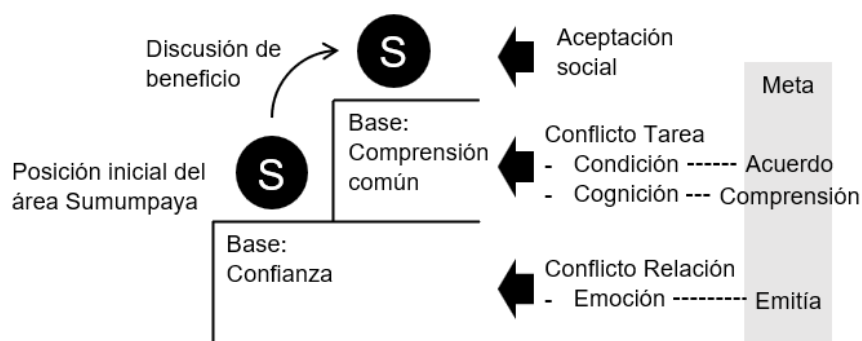 Discusión de
beneficio
S
Aceptación
social
Meta
Posición inicial del
área Sumumpaya
S
Base:
Comprensión
común
Conflicto Tarea
- Condición ------ Acuerdo
- Cognición --- Comprensión
Base:
Confianza
Conflicto Relación
- Emoción --------- Emitía